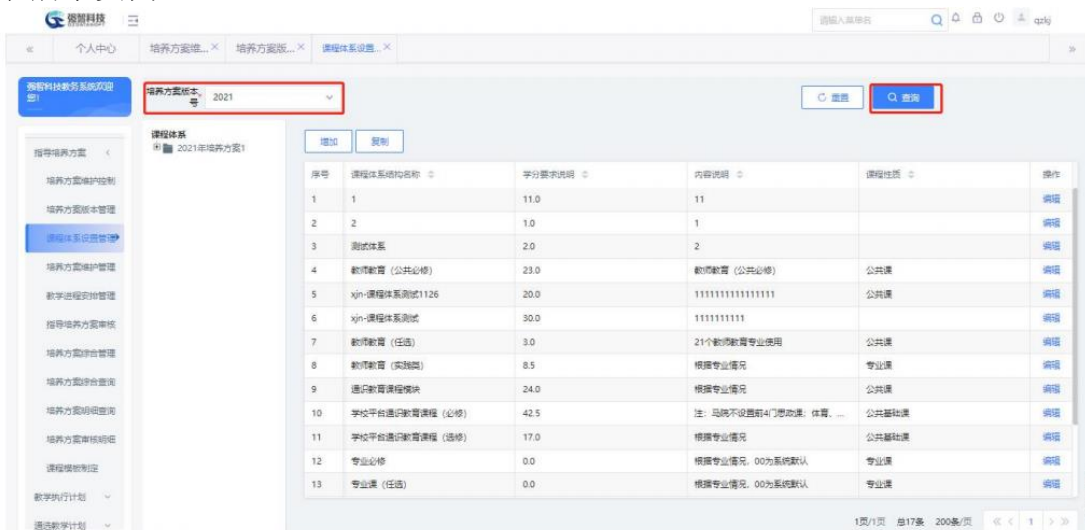 强智科技
请输入菜单名
qzkj
个人中心
培养方案维...×
培养方案版...×
课程体系设置...×
强智科技教务系统欢迎您!
培养方案版本号
2021
重置
查询
指导培养方案
培养方案维护控制
培养方案版本管理
课程体系设置管理
培养方案维护管理
教学进程安排管理
指导培养方案审核
培养方案综合管理
培养方案综合查询
培养方案明细查询
培养方案审核明细
课程模板制定
教学执行计划
通选教学计划
课程体系
2021年培养方案1
增加
复制
序号 课程体系结构名称 学分要求说明 内容说明 课程性质 操作
1 1 11.0 11 编辑
2 2 1.0 1 编辑
3 测试体系 2.0 2 编辑
4 教师教育(公共必修) 23.0 教师教育(公共必修) 公共课 编辑
5 xjn-课程体系测试1126 20.0 1111111111111111 公共课 编辑
6 xjn-课程体系测试 30.0 1111111111 编辑
7 教师教育(任选) 3.0 21个教师教育专业使用 公共课 编辑
8 教师教育(实践类) 8.5 根据专业情况 专业课 编辑
9 通识教育课程模块 24.0 根据专业情况 公共课 编辑
10 学校平台通识教育课程(必修) 42.5 注:马院不设置前4门思政课;体育、... 公共基础课 编辑
11 学校平台通识教育课程(选修) 17.0 根据专业情况 公共基础课 编辑
12 专业必修 0.0 根据专业情况,00为系统默认 专业课 编辑
13 专业课(任选) 0.0 根据专业情况,00为系统默认 专业课 编辑
1页/1页 总17条 200条/页 1